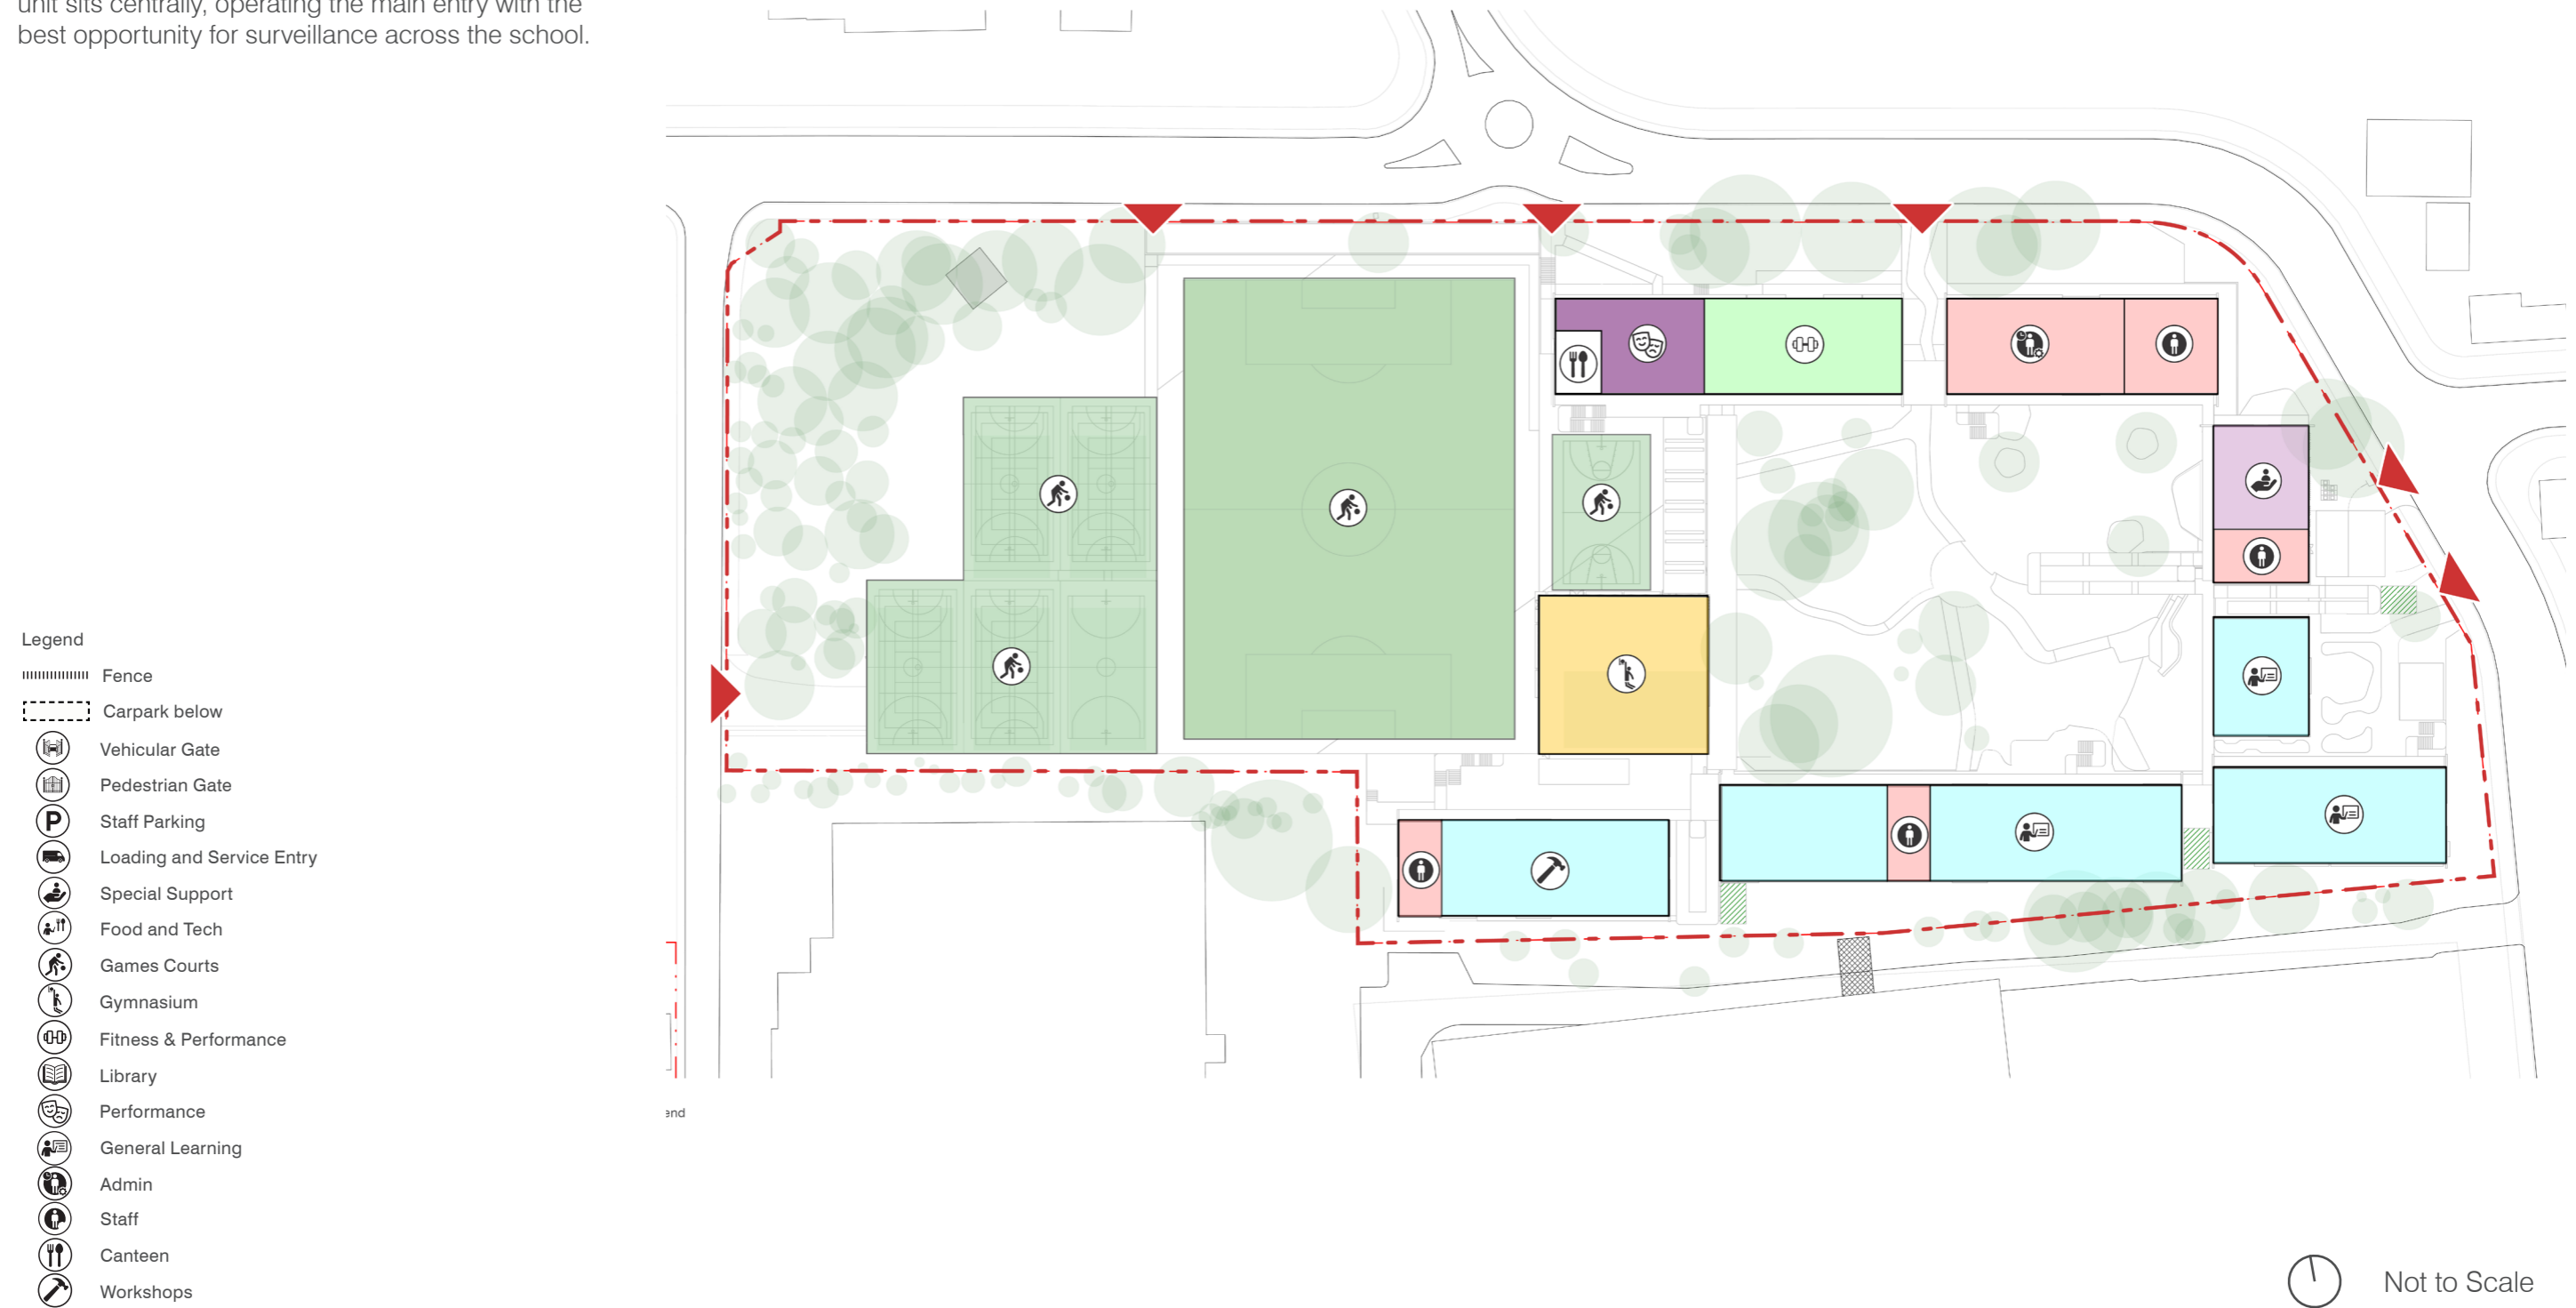 unit sits centrally, operating the main entry with the
best opportunity for surveillance across the school.
Legend
Fence
Carpark below
Vehicular Gate
Pedestrian Gate
P
Staff Parking
Loading and Service Entry
Special Support
Food and Tech
Games Courts
Gymnasium
Fitness & Performance
Library
Performance
General Learning
Admin
Staff
Canteen
Workshops
end
Not to Scale